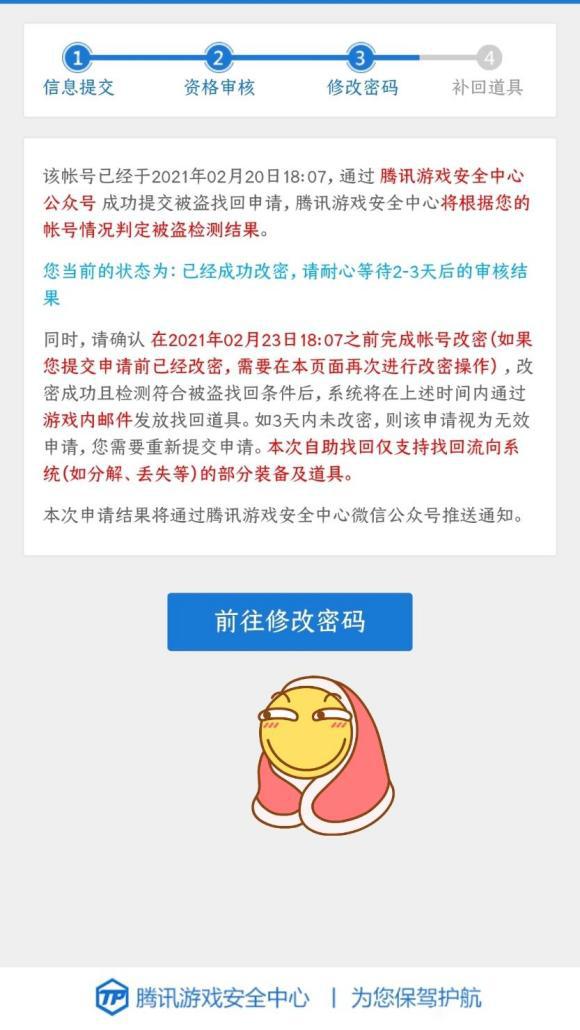 1
2
3
4
信息提交
资格审核
修改密码
补回道具
该帐号已经于2021年02月20日18:07, 通过 腾讯游戏安全中心
公众号 成功提交被盗找回申请, 腾讯游戏安全中心将根据您的
帐号情况判定被盗检测结果。
您当前的状态为: 已经成功改密, 请耐心等待2-3天后的审核结
果
同时, 请确认 在2021年02月23日18:07之前完成帐号改密(如果
您提交申请前已经改密, 需要在本页面再次进行改密操作) , 改
密成功且检测符合被盗找回条件后, 系统将在上述时间内通过
游戏内邮件发放找回道具。如3天内未改密, 则该申请视为无效
申请, 您需要重新提交申请。本次自助找回仅支持找回流向系
统(如分解、丢失等)的部分装备及道具。
本次申请结果将通过腾讯游戏安全中心微信公众号推送通知。
前往修改密码
TP 腾讯游戏安全中心 | 为您保驾护航